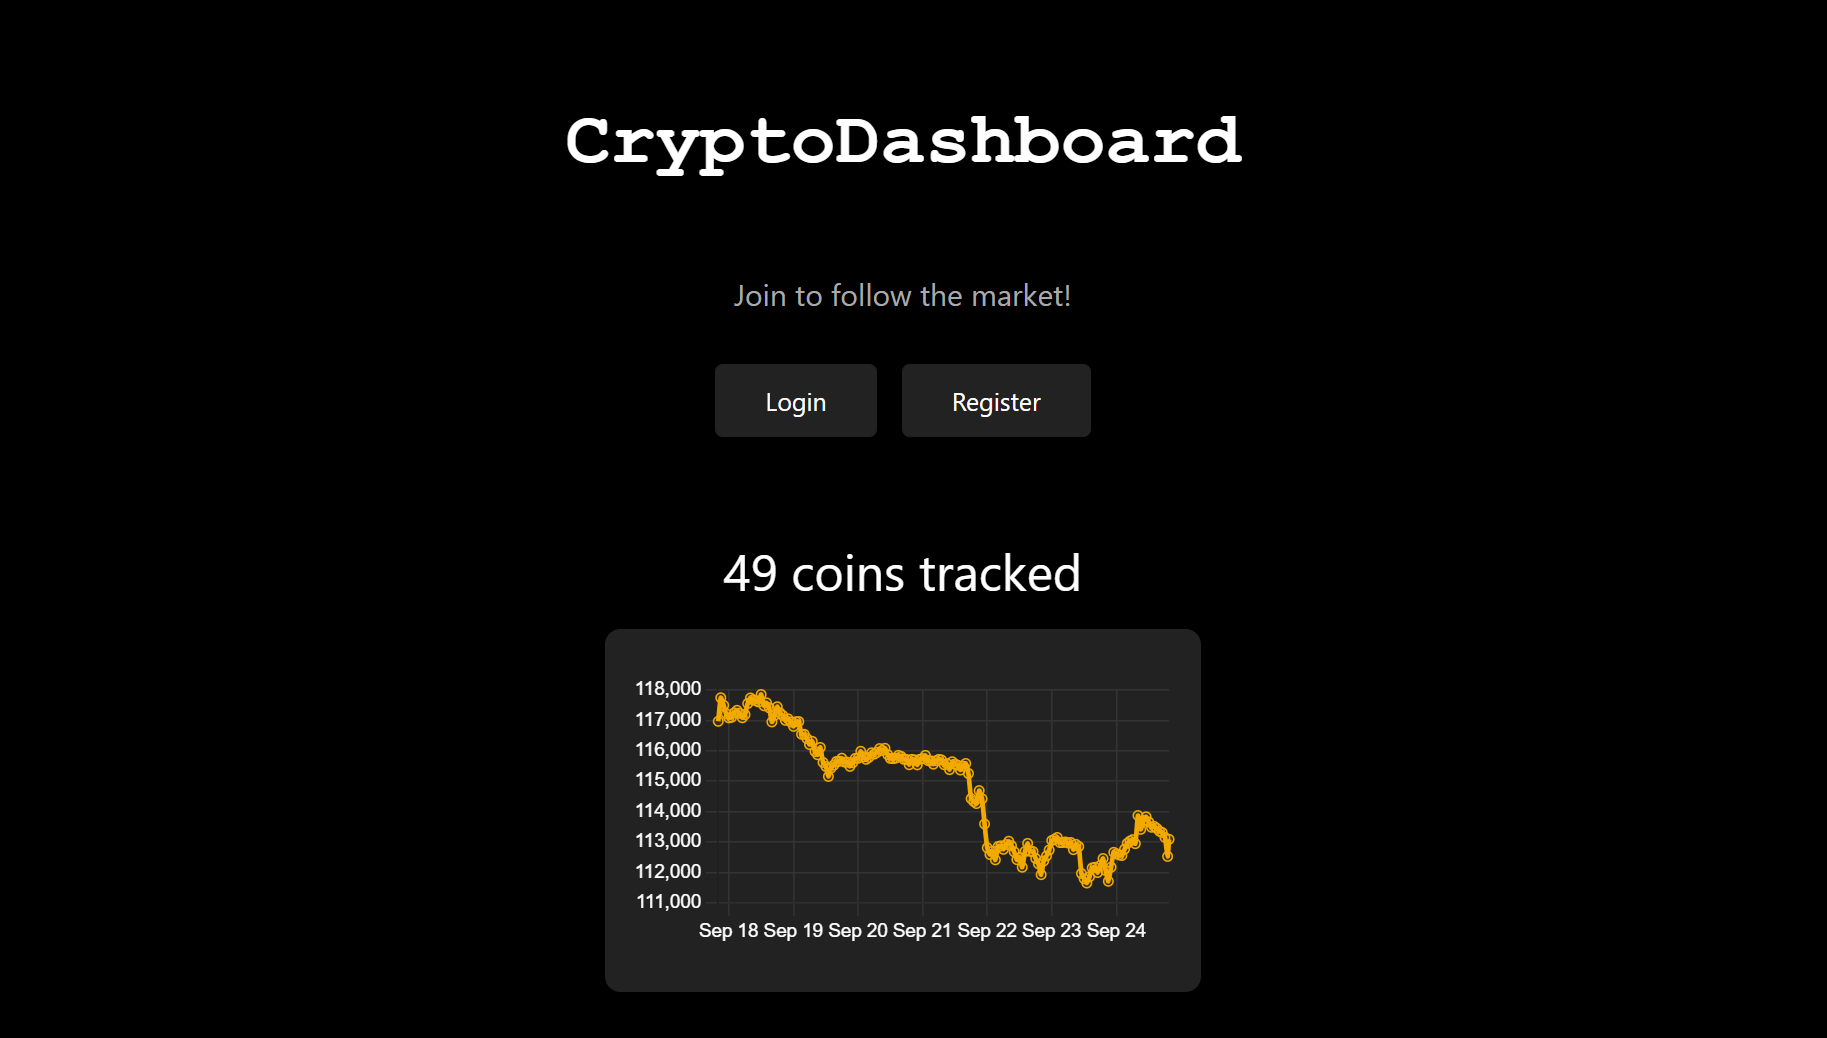 CryptoDashboard
Join to follow the market!
Login Register
49 coins tracked
118,000
117,000
116,000
115,000
114,000
113,000
112,000
111,000
Sep 18 Sep 19 Sep 20 Sep 21 Sep 22 Sep 23 Sep 24